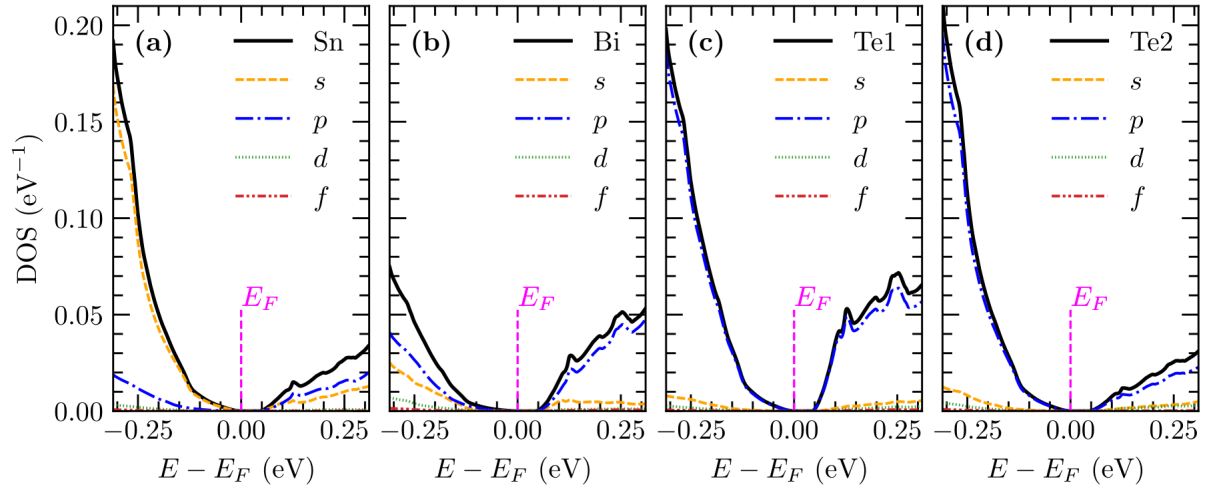 0.20
0.15
0.10
0.05
0.00
DOS (eV⁻¹)
(a)
Sn
s
p
d
f
E_F
−0.25 0.00 0.25
E − E_F (eV)
(b)
Bi
s
p
d
f
E_F
−0.25 0.00 0.25
E − E_F (eV)
(c)
Te1
s
p
d
f
E_F
−0.25 0.00 0.25
E − E_F (eV)
(d)
Te2
s
p
d
f
E_F
−0.25 0.00 0.25
E − E_F (eV)